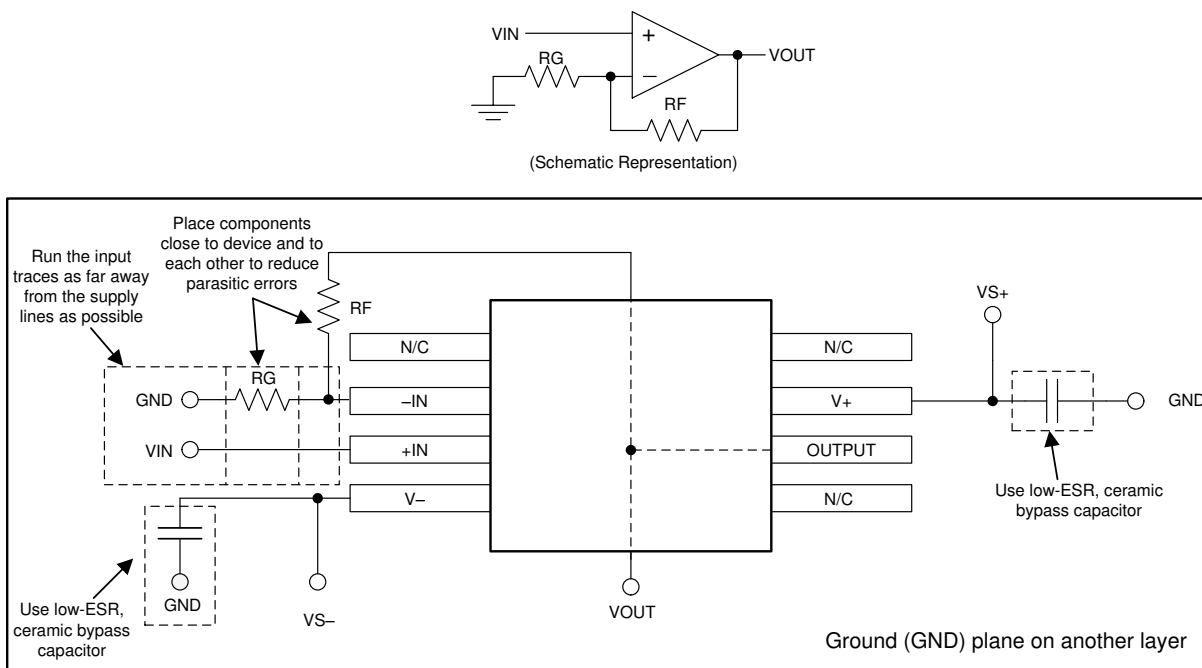 VIN
+
RG
VOUT
−
RF
(Schematic Representation)
Place components
close to device and to
each other to reduce
parasitic errors
Run the input
traces as far away
from the supply
lines as possible
RF
VS+
N/C
N/C
RG
GND
–IN
V+
GND
VIN
+IN
OUTPUT
V–
N/C
Use low-ESR, ceramic
bypass capacitor
GND
Use low-ESR,
ceramic bypass
capacitor
VS–
VOUT
Ground (GND) plane on another layer